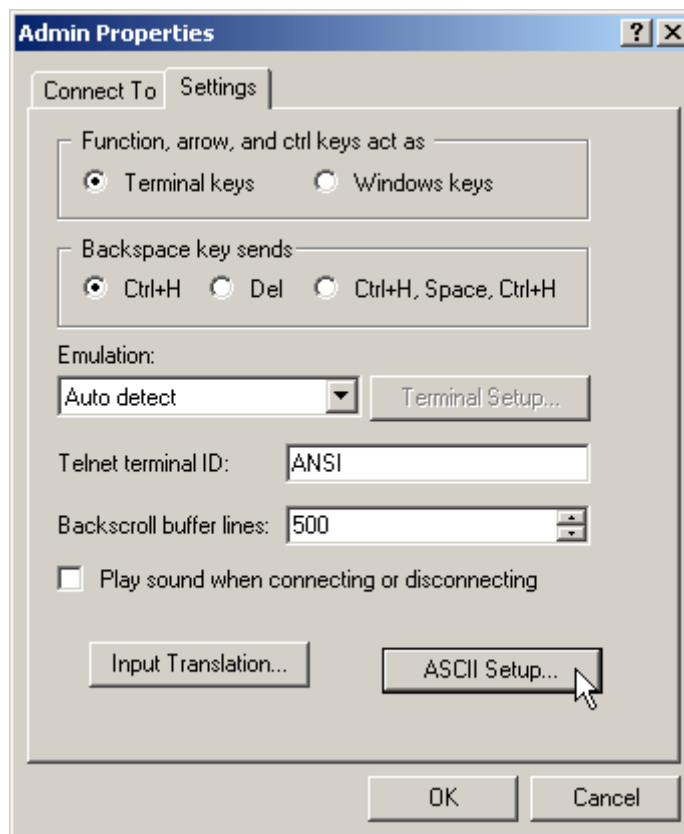 Admin Properties
Connect To Settings
Function, arrow, and ctrl keys act as
Terminal keys Windows keys
Backspace key sends
Ctrl+H Del Ctrl+H, Space, Ctrl+H
Emulation:
Auto detect Terminal Setup...
Telnet terminal ID: ANSI
Backscroll buffer lines: 500
Play sound when connecting or disconnecting
Input Translation... ASCII Setup...
OK Cancel